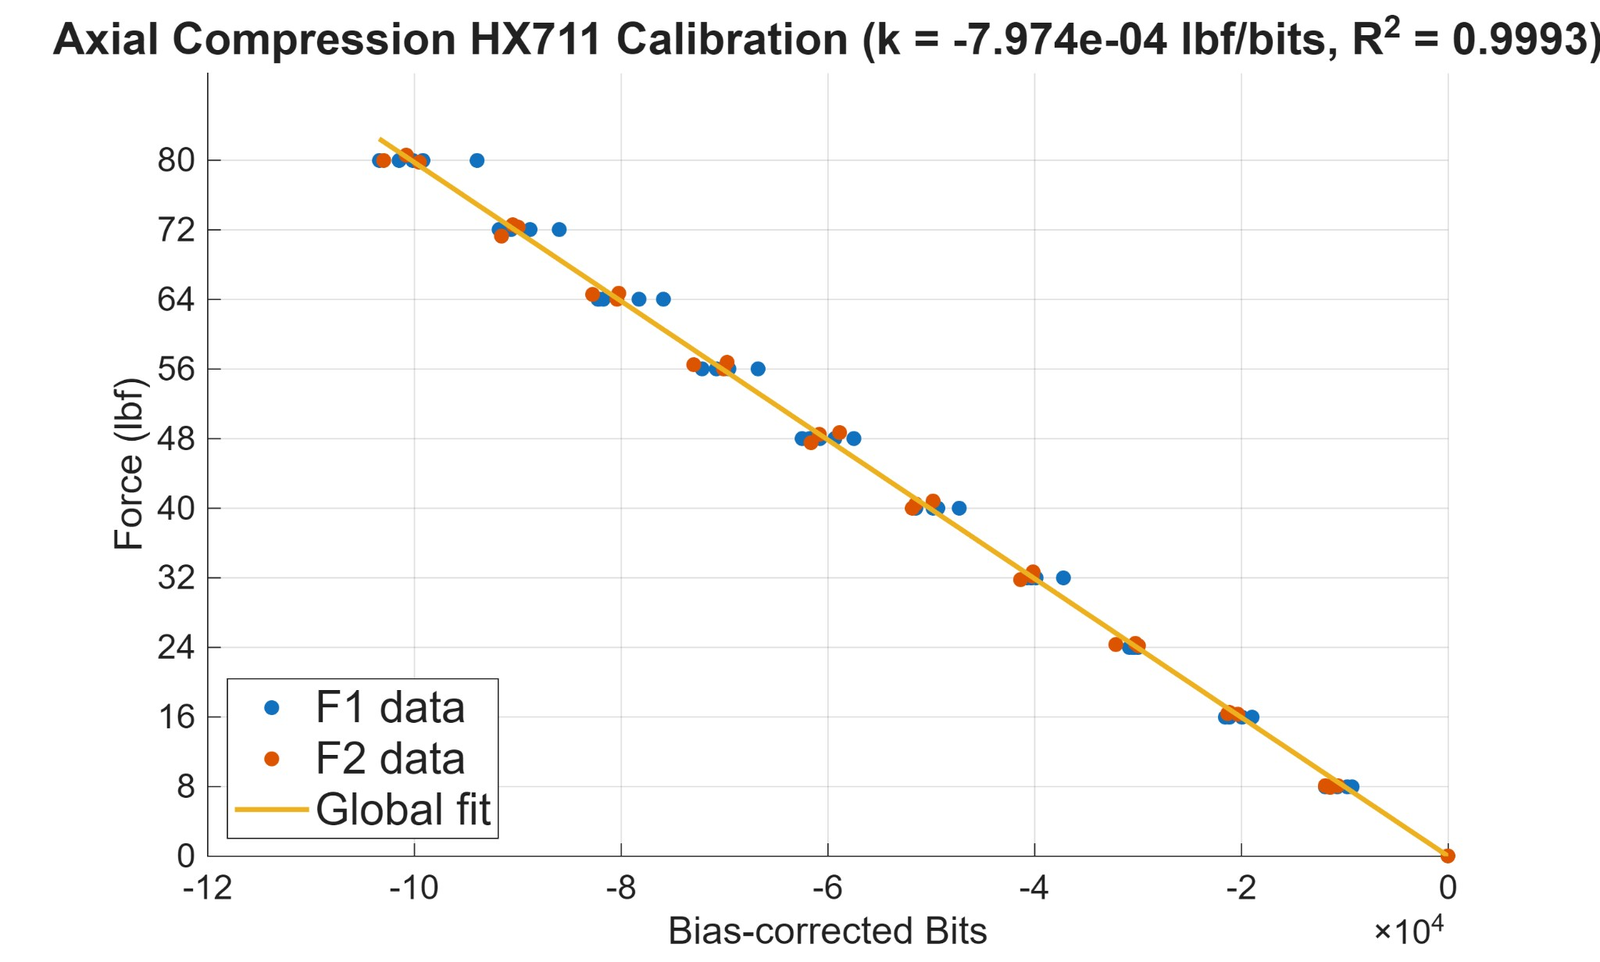 Axial Compression HX711 Calibration (k = -7.974e-04 lbf/bits, R² = 0.9993)
Force (lbf)
80
72
64
56
48
40
32
24
16
8
0
F1 data
F2 data
Global fit
-12 -10 -8 -6 -4 -2 0
Bias-corrected Bits
×10⁴